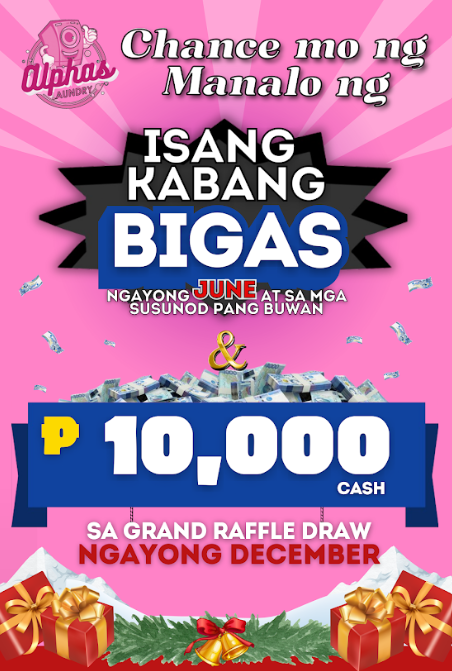 Alphas
LAUNDRY
Chance mo ng
Manalo ng
ISANG
KABANG
BIGAS
NGAYONG JUNE AT SA MGA
SUSUNOD PANG BUWAN
&
P 10,000
CASH
SA GRAND RAFFLE DRAW
NGAYONG DECEMBER